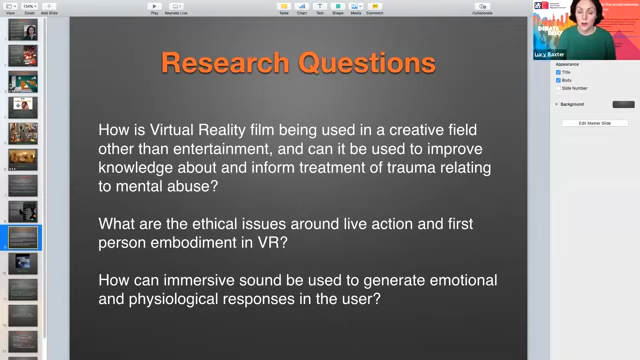 View
Zoom
Add Slide
Play
Keynote Live
Table
Chart
Text
Shape
Media
Comment
Collaborate
Research Questions
How is Virtual Reality film being used in a creative field
other than entertainment, and can it be used to improve
knowledge about and inform treatment of trauma relating
to mental abuse?
What are the ethical issues around live action and first
person embodiment in VR?
How can immersive sound be used to generate emotional
and physiological responses in the user?
Lucy Baxter
Appearance
Title
Body
Slide Number
Background
Edit Master Slide